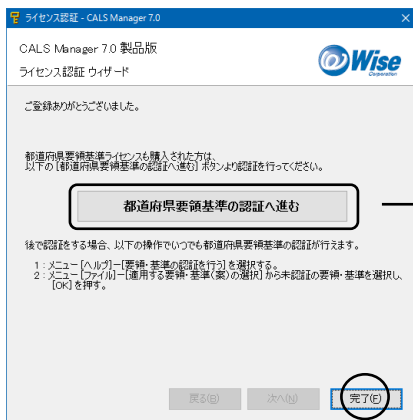 ライセンス認証 - CALS Manager 7.0
CALS Manager 7.0 製品版
ライセンス認証 ウィザード
Wise
Corporation
ご登録ありがとうございました。
都道府県要領基準ライセンスも購入された方は、
以下の [都道府県要領基準の認証へ進む] ボタンより認証を行ってください。
都道府県要領基準の認証へ進む
後で認証をする場合、以下の操作でいつでも都道府県要領基準の認証が行えます。
1 : メニュー [ヘルプ]－[要領・基準の認証を行う] を選択する。
2 : メニュー [ファイル]－[適用する要領・基準(案)の選択] から未認証の要領・基準を選択し、
[OK] を押す。
戻る(B) 次へ(N) 完了(F)